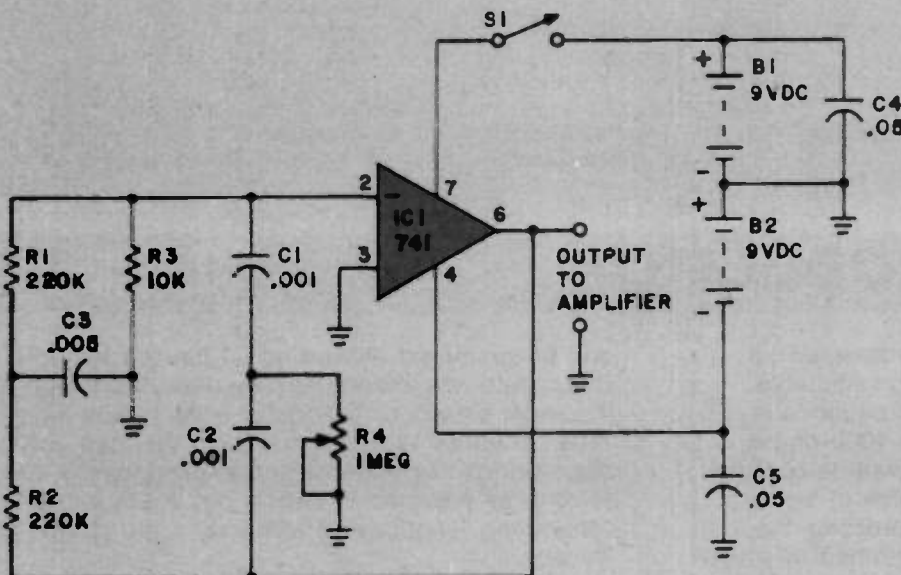 S1
+
B1
9VDC
C4
.05
-
+
B2
9VDC
-
2
-
7
IC1
741
6
3
4
R1
220K
R3
10K
C1
.001
C3
.005
OUTPUT
TO
AMPLIFIER
C2
.001
R4
1MEG
R2
220K
C5
.05